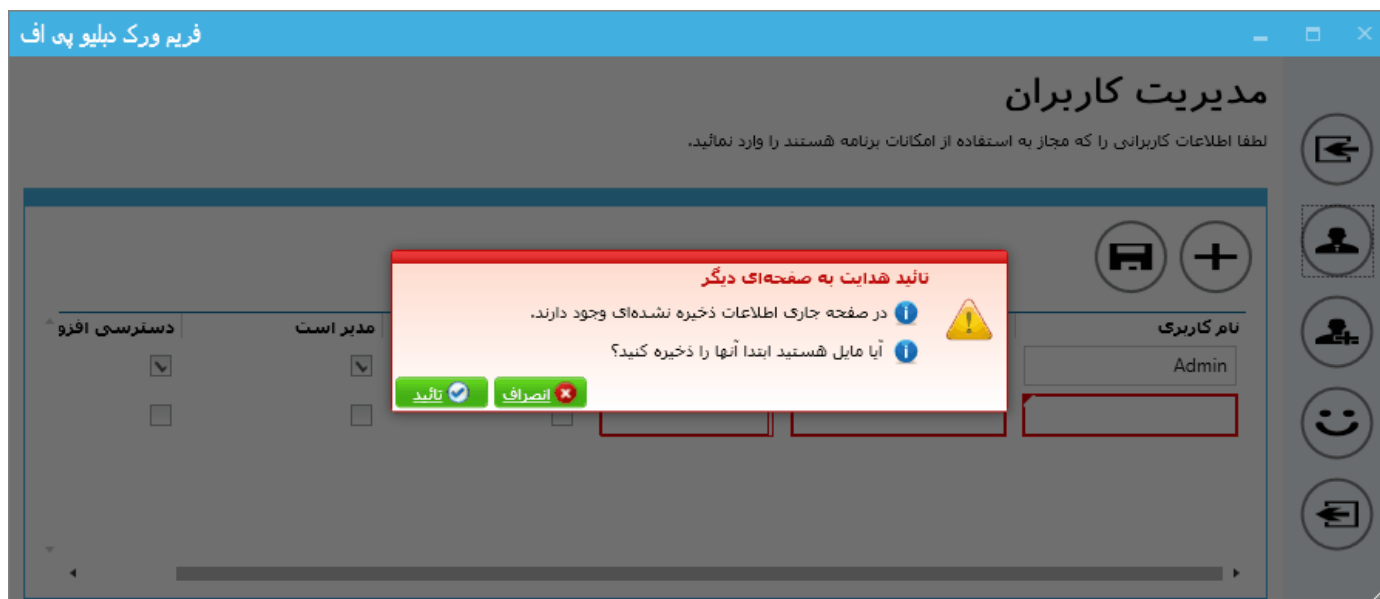 فریم ورک دبلیو پی اف
مدیریت کاربران
لطفا اطلاعات کاربرانی را که مجاز به استفاده از امکانات برنامه هستند را وارد نمائید.
تائید هدایت به صفحه‌ای دیگر
در صفحه جاری اطلاعات ذخیره نشده‌ای وجود دارند.
آیا مایل هستید ابتدا آنها را ذخیره کنید؟
انصراف تائید
نام کاربری مدیر است دسترسی افزو
Admin